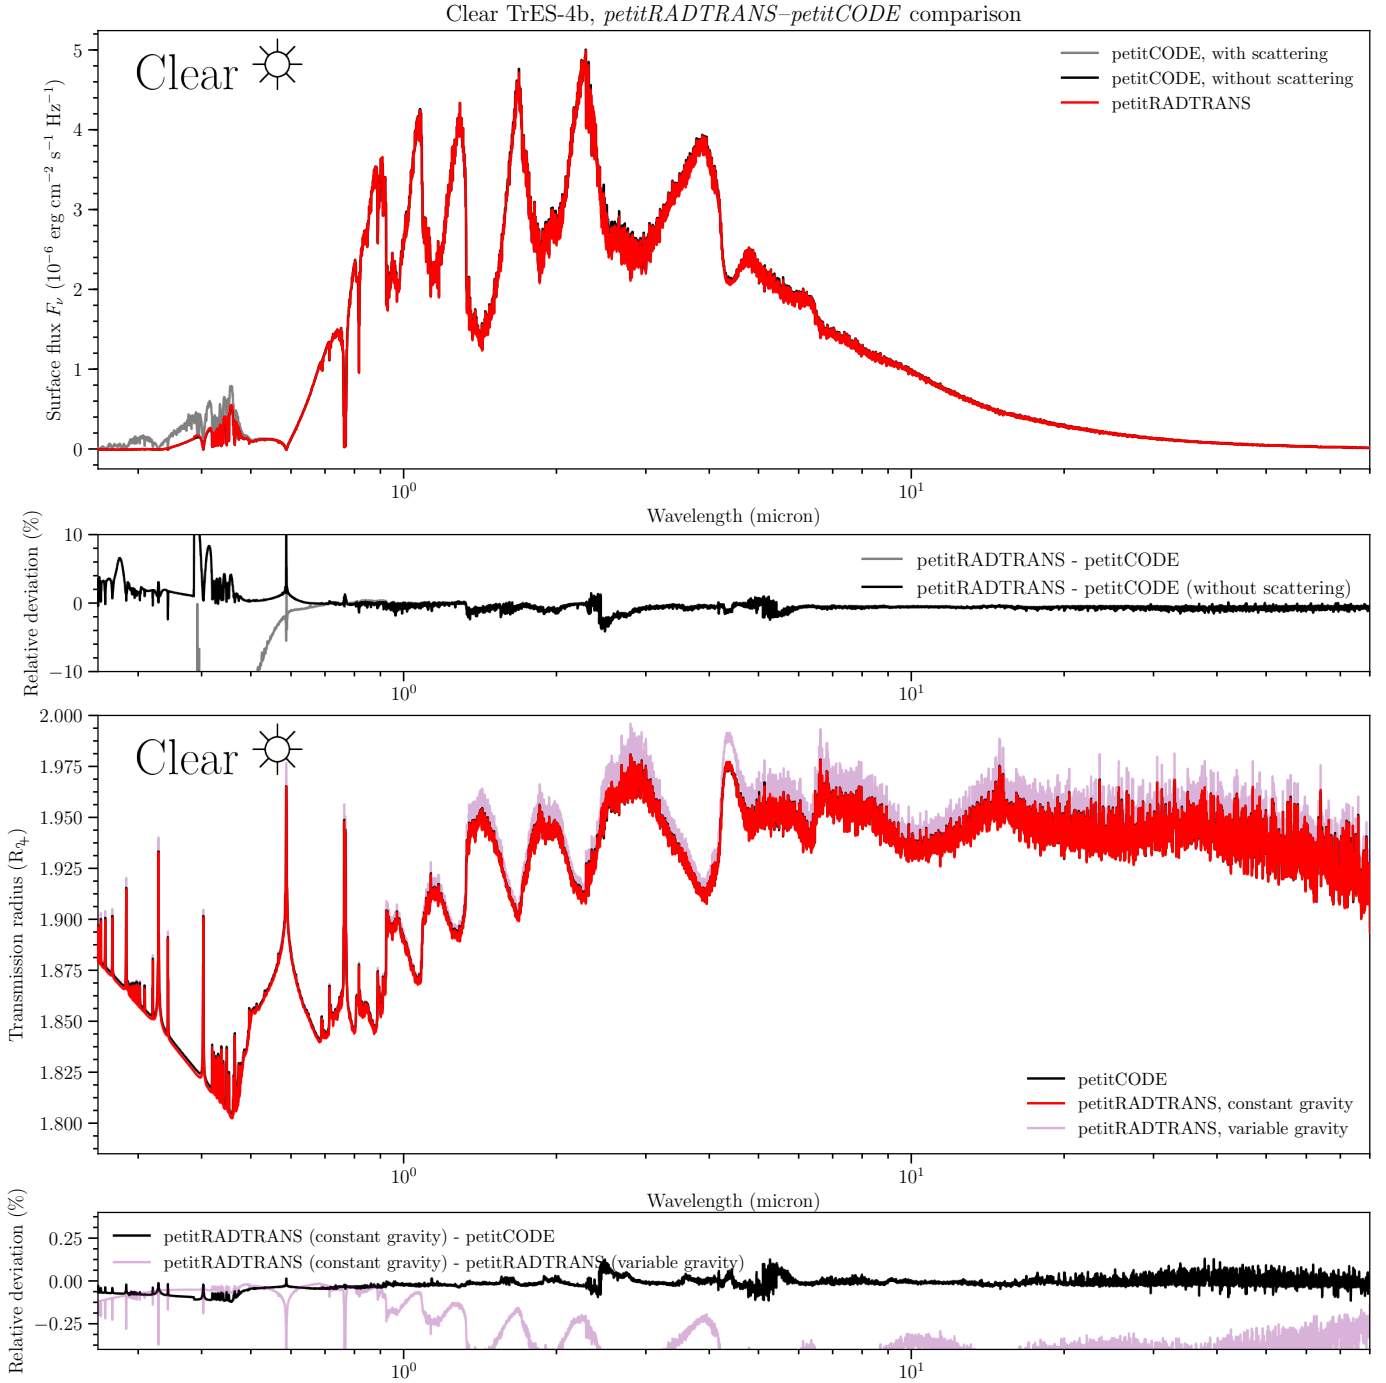 Clear TrES-4b, petitRADTRANS–petitCODE comparison
Clear
petitCODE, with scattering
petitCODE, without scattering
petitRADTRANS
Surface flux Fν (10⁻⁶ erg cm⁻² s⁻¹ Hz⁻¹)
5
4
3
2
1
0
10⁰ 10¹
Wavelength (micron)
Relative deviation (%)
10
0
−10
petitRADTRANS - petitCODE
petitRADTRANS - petitCODE (without scattering)
10⁰ 10¹
Clear
Transmission radius (R♃)
2.000
1.975
1.950
1.925
1.900
1.875
1.850
1.825
1.800
petitCODE
petitRADTRANS, constant gravity
petitRADTRANS, variable gravity
10⁰ 10¹
Wavelength (micron)
Relative deviation (%)
0.25
0.00
−0.25
petitRADTRANS (constant gravity) - petitCODE
petitRADTRANS (constant gravity) - petitRADTRANS (variable gravity)
10⁰ 10¹